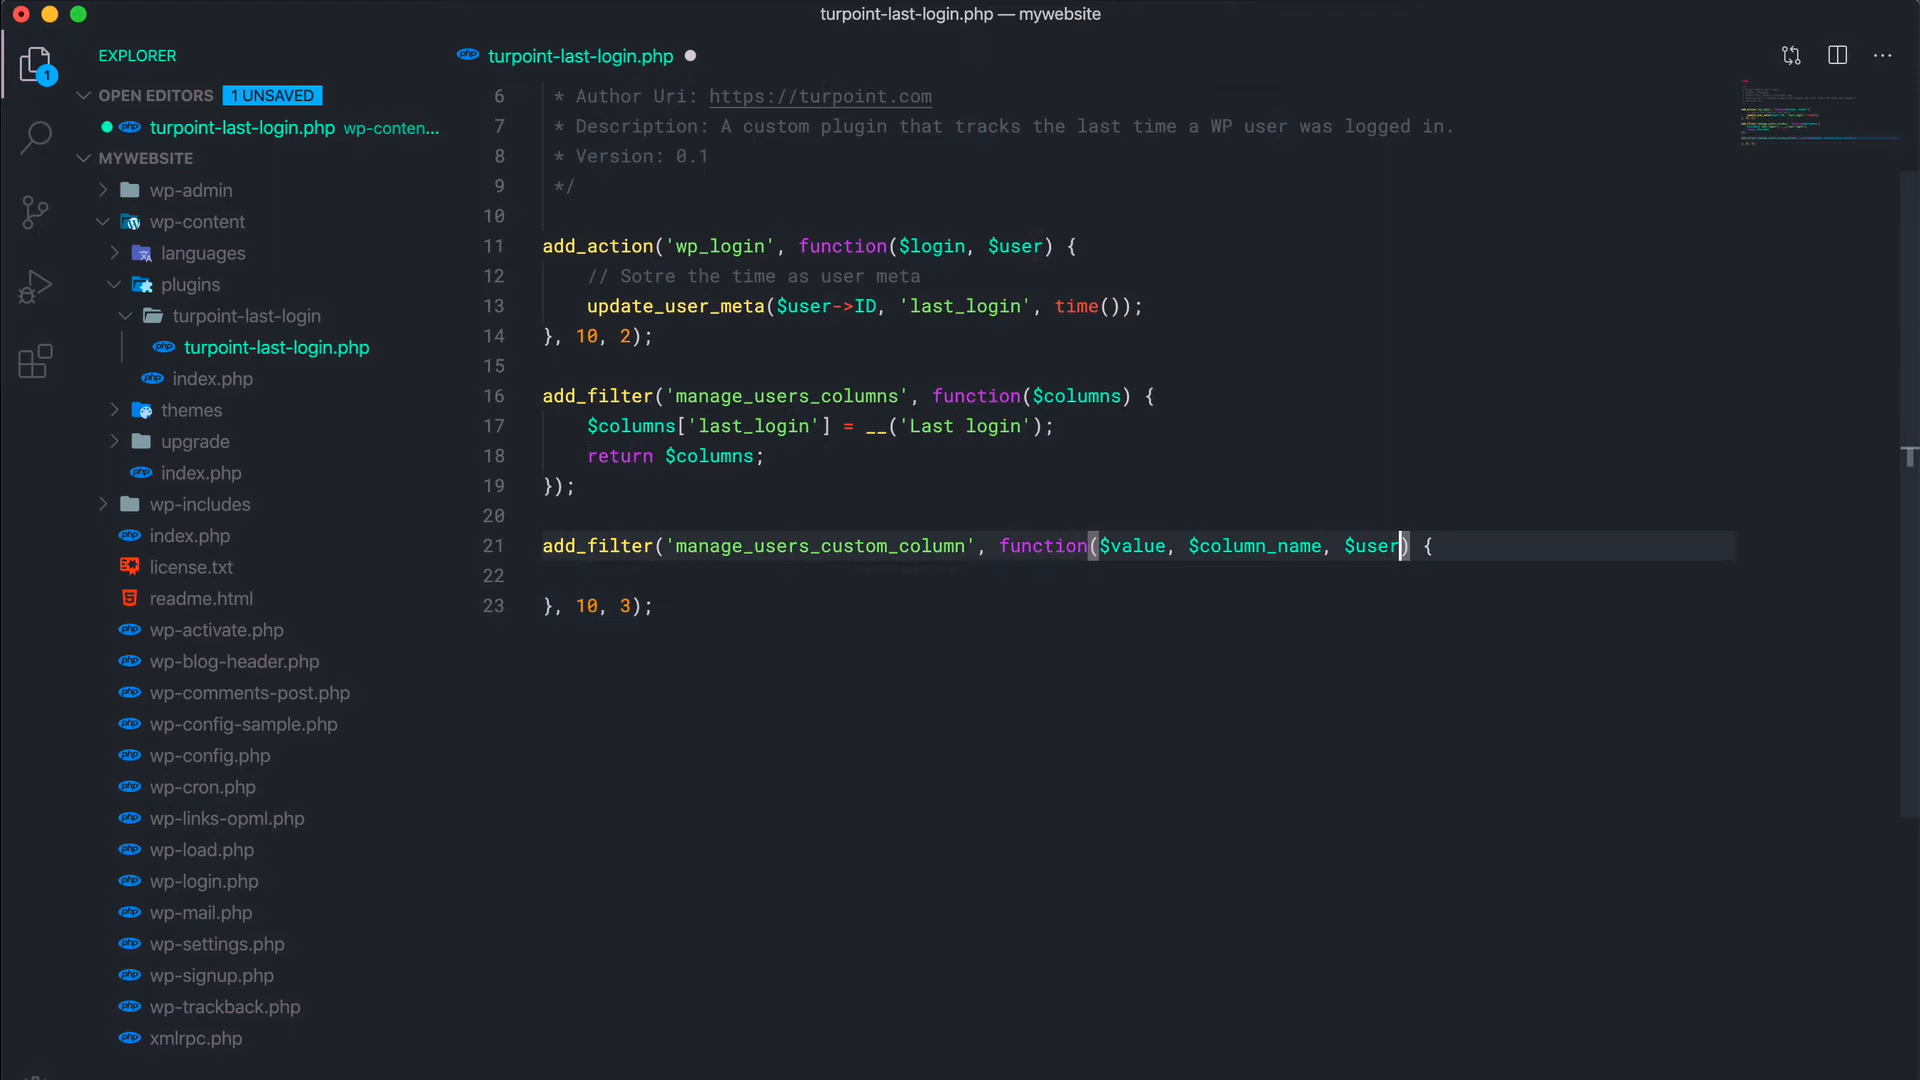 turpoint-last-login.php — mywebsite
1
EXPLORER
OPEN EDITORS 1 UNSAVED
turpoint-last-login.php wp-conten...
MYWEBSITE
wp-admin
wp-content
languages
plugins
turpoint-last-login
turpoint-last-login.php
index.php
themes
upgrade
index.php
wp-includes
index.php
license.txt
readme.html
wp-activate.php
wp-blog-header.php
wp-comments-post.php
wp-config-sample.php
wp-config.php
wp-cron.php
wp-links-opml.php
wp-load.php
wp-login.php
wp-mail.php
wp-settings.php
wp-signup.php
wp-trackback.php
xmlrpc.php
php turpoint-last-login.php
6 * Author Uri: https://turpoint.com
7 * Description: A custom plugin that tracks the last time a WP user was logged in.
8 * Version: 0.1
9 */
10
11 add_action('wp_login', function($login, $user) {
12 // Sotre the time as user meta
13 update_user_meta($user->ID, 'last_login', time());
14 }, 10, 2);
15
16 add_filter('manage_users_columns', function($columns) {
17 $columns['last_login'] = __('Last login');
18 return $columns;
19 });
20
21 add_filter('manage_users_custom_column', function($value, $column_name, $user) {
22
23 }, 10, 3);